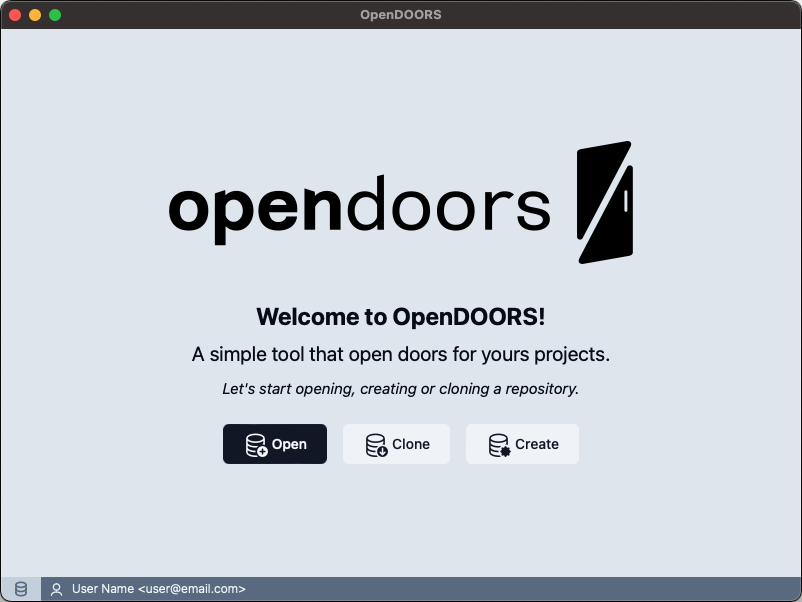 OpenDOORS
opendoors
Welcome to OpenDOORS!
A simple tool that open doors for yours projects.
Let's start opening, creating or cloning a repository.
Open
Clone
Create
User Name <user@email.com>